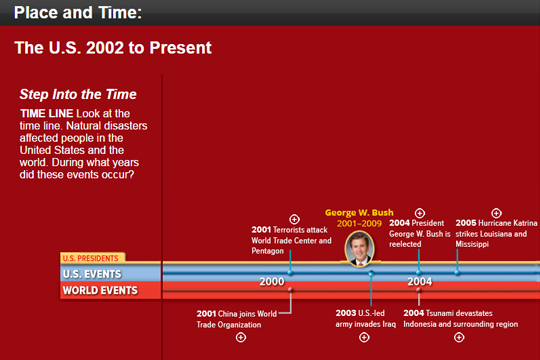 Place and Time:
The U.S. 2002 to Present
Step Into the Time
TIME LINE Look at the
time line. Natural disasters
affected people in the
United States and the
world. During what years
did these events occur?
George W. Bush
2001–2009
2001 Terrorists attack
World Trade Center and
Pentagon
2004 President
George W. Bush is
reelected
2005 Hurricane Katrina
strikes Louisiana and
Missisippi
U.S. PRESIDENTS
U.S. EVENTS
WORLD EVENTS
2000
2004
2001 China joins World
Trade Organization
2003 U.S.-led
army invades Iraq
2004 Tsunami devastates
Indonesia and surrounding region